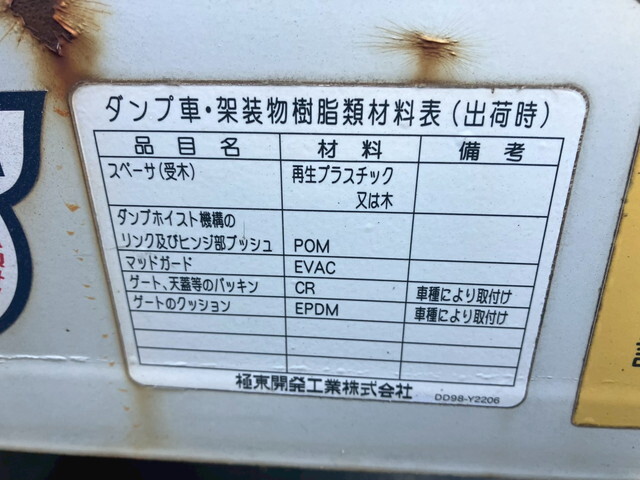 ダンプ車・架装物樹脂類材料表(出荷時)
品目名 材料 備考
スペーサ(受木) 再生プラスチック
又は木
ダンプホイスト機構の
リンク及びヒンジ部ブッシュ POM
マッドガード EVAC
ゲート、天蓋等のパッキン CR 車種により取付け
ゲートのクッション EPDM 車種により取付け
極東開発工業株式会社
DD98-Y2206